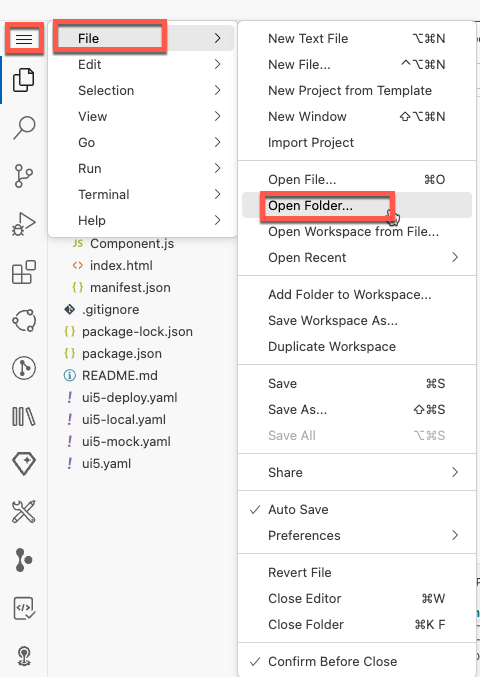 File
Edit
Selection
View
Go
Run
Terminal
Help
JS Component.js
<> index.html
{} manifest.json
.gitignore
{} package-lock.json
{} package.json
README.md
! ui5-deploy.yaml
! ui5-local.yaml
! ui5-mock.yaml
! ui5.yaml
New Text File ⌥⌘N
New File... ^⌥⌘N
New Project from Template
New Window ⇧⌥⌘N
Import Project
Open File... ⌘O
Open Folder...
Open Workspace from File...
Open Recent
Add Folder to Workspace...
Save Workspace As...
Duplicate Workspace
Save ⌘S
Save As... ⇧⌘S
Save All ⌥⌘S
Share
✓ Auto Save
Preferences
Revert File
Close Editor ⌘W
Close Folder ⌘K F
✓ Confirm Before Close